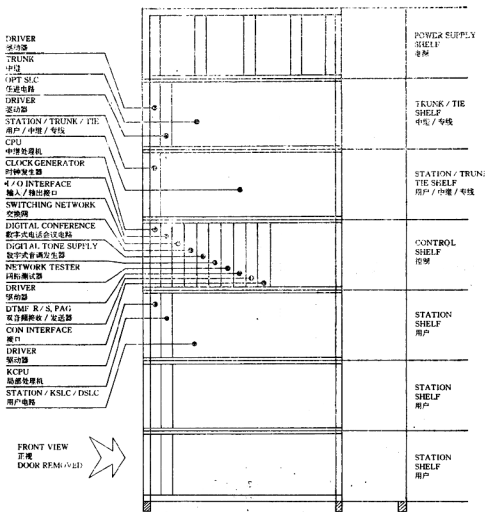 DRIVER
驱动器
TRUNK
中继
OPT SLC
任选电路
DRIVER
驱动器
STATION / TRUNK / TIE
用户 / 中继 / 专线
CPU
中继处理机
CLOCK GENERATOR
时钟发生器
I / O INTERFACE
输入 / 输出接口
SWITCHING NETWORK
交换网
DIGITAL CONFERENCE
数字式电话会议电路
DIGITAL TONE SUPPLY
数字式音调发生器
NETWORK TESTER
网络测试器
DRIVER
驱动器
DTMF R / S, PAG
双音频接收 / 发送器
CON INTERFACE
接口
DRIVER
驱动器
KCPU
局部处理机
STATION / KSLC / DSLC
用户电路
FRONT VIEW
正视
DOOR REMOVED
POWER SUPPLY
SHELF
电源
TRUNK / TIE
SHELF
中继 / 专线
STATION / TRUNK
TIE SHELF
用户 / 中继 / 专线
CONTROL
SHELF
控制
STATION
SHELF
用户
STATION
SHELF
用户
STATION
SHELF
用户